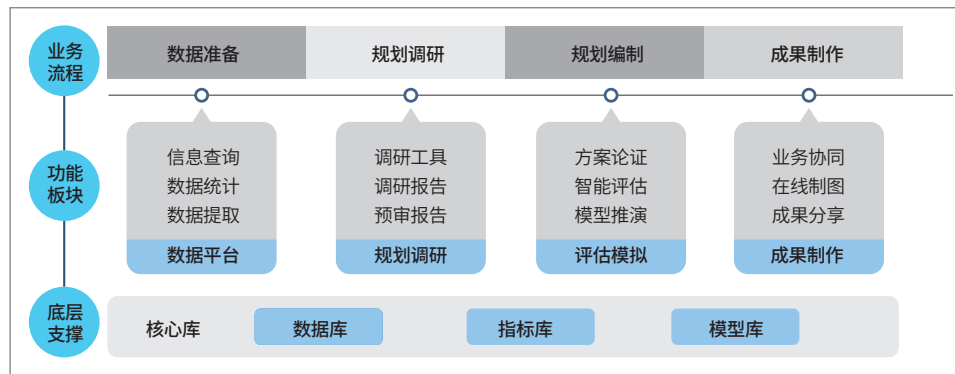 业务
流程
数据准备
规划调研
规划编制
成果制作
功能
板块
信息查询
数据统计
数据提取
数据平台
调研工具
调研报告
预审报告
规划调研
方案论证
智能评估
模型推演
评估模拟
业务协同
在线制图
成果分享
成果制作
底层
支撑
核心库
数据库
指标库
模型库